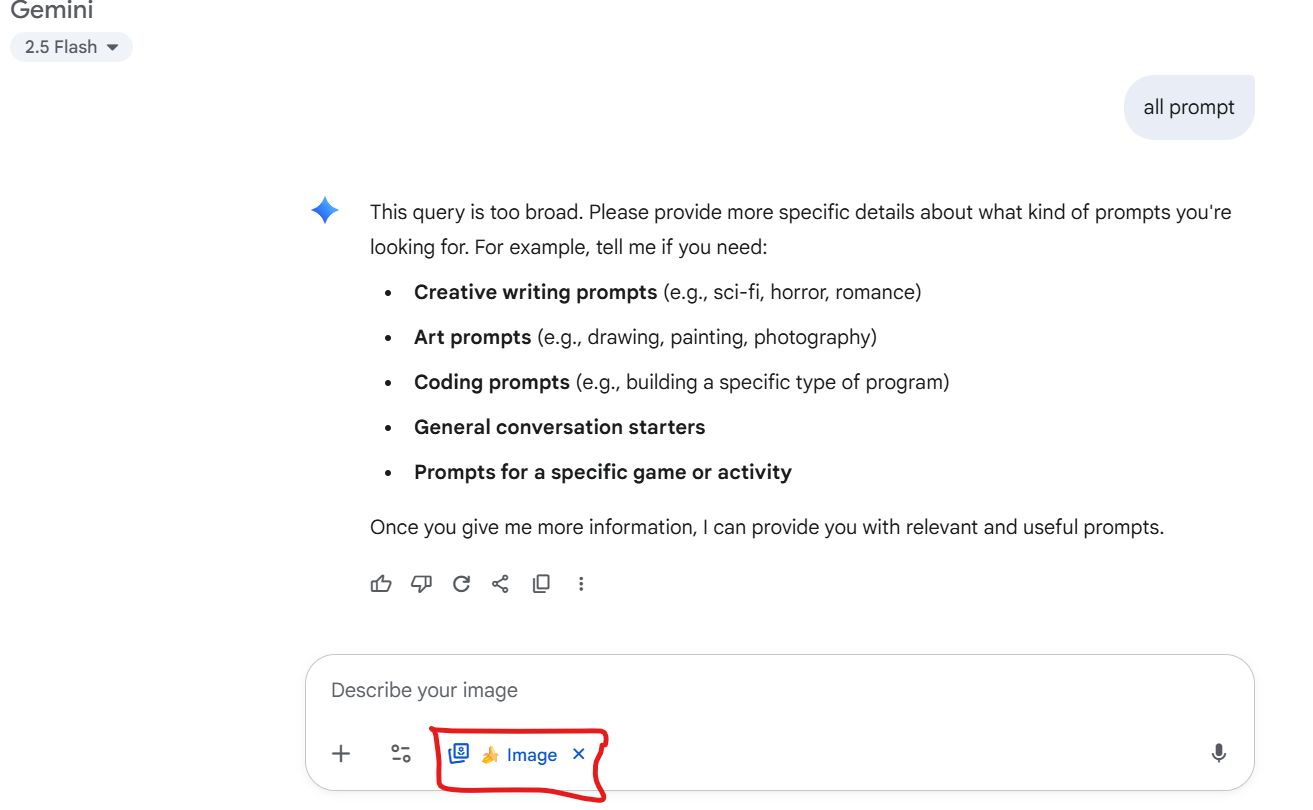 Gemini
2.5 Flash
all prompt
This query is too broad. Please provide more specific details about what kind of prompts you're
looking for. For example, tell me if you need:
• Creative writing prompts (e.g., sci-fi, horror, romance)
• Art prompts (e.g., drawing, painting, photography)
• Coding prompts (e.g., building a specific type of program)
• General conversation starters
• Prompts for a specific game or activity
Once you give me more information, I can provide you with relevant and useful prompts.
Describe your image
Image